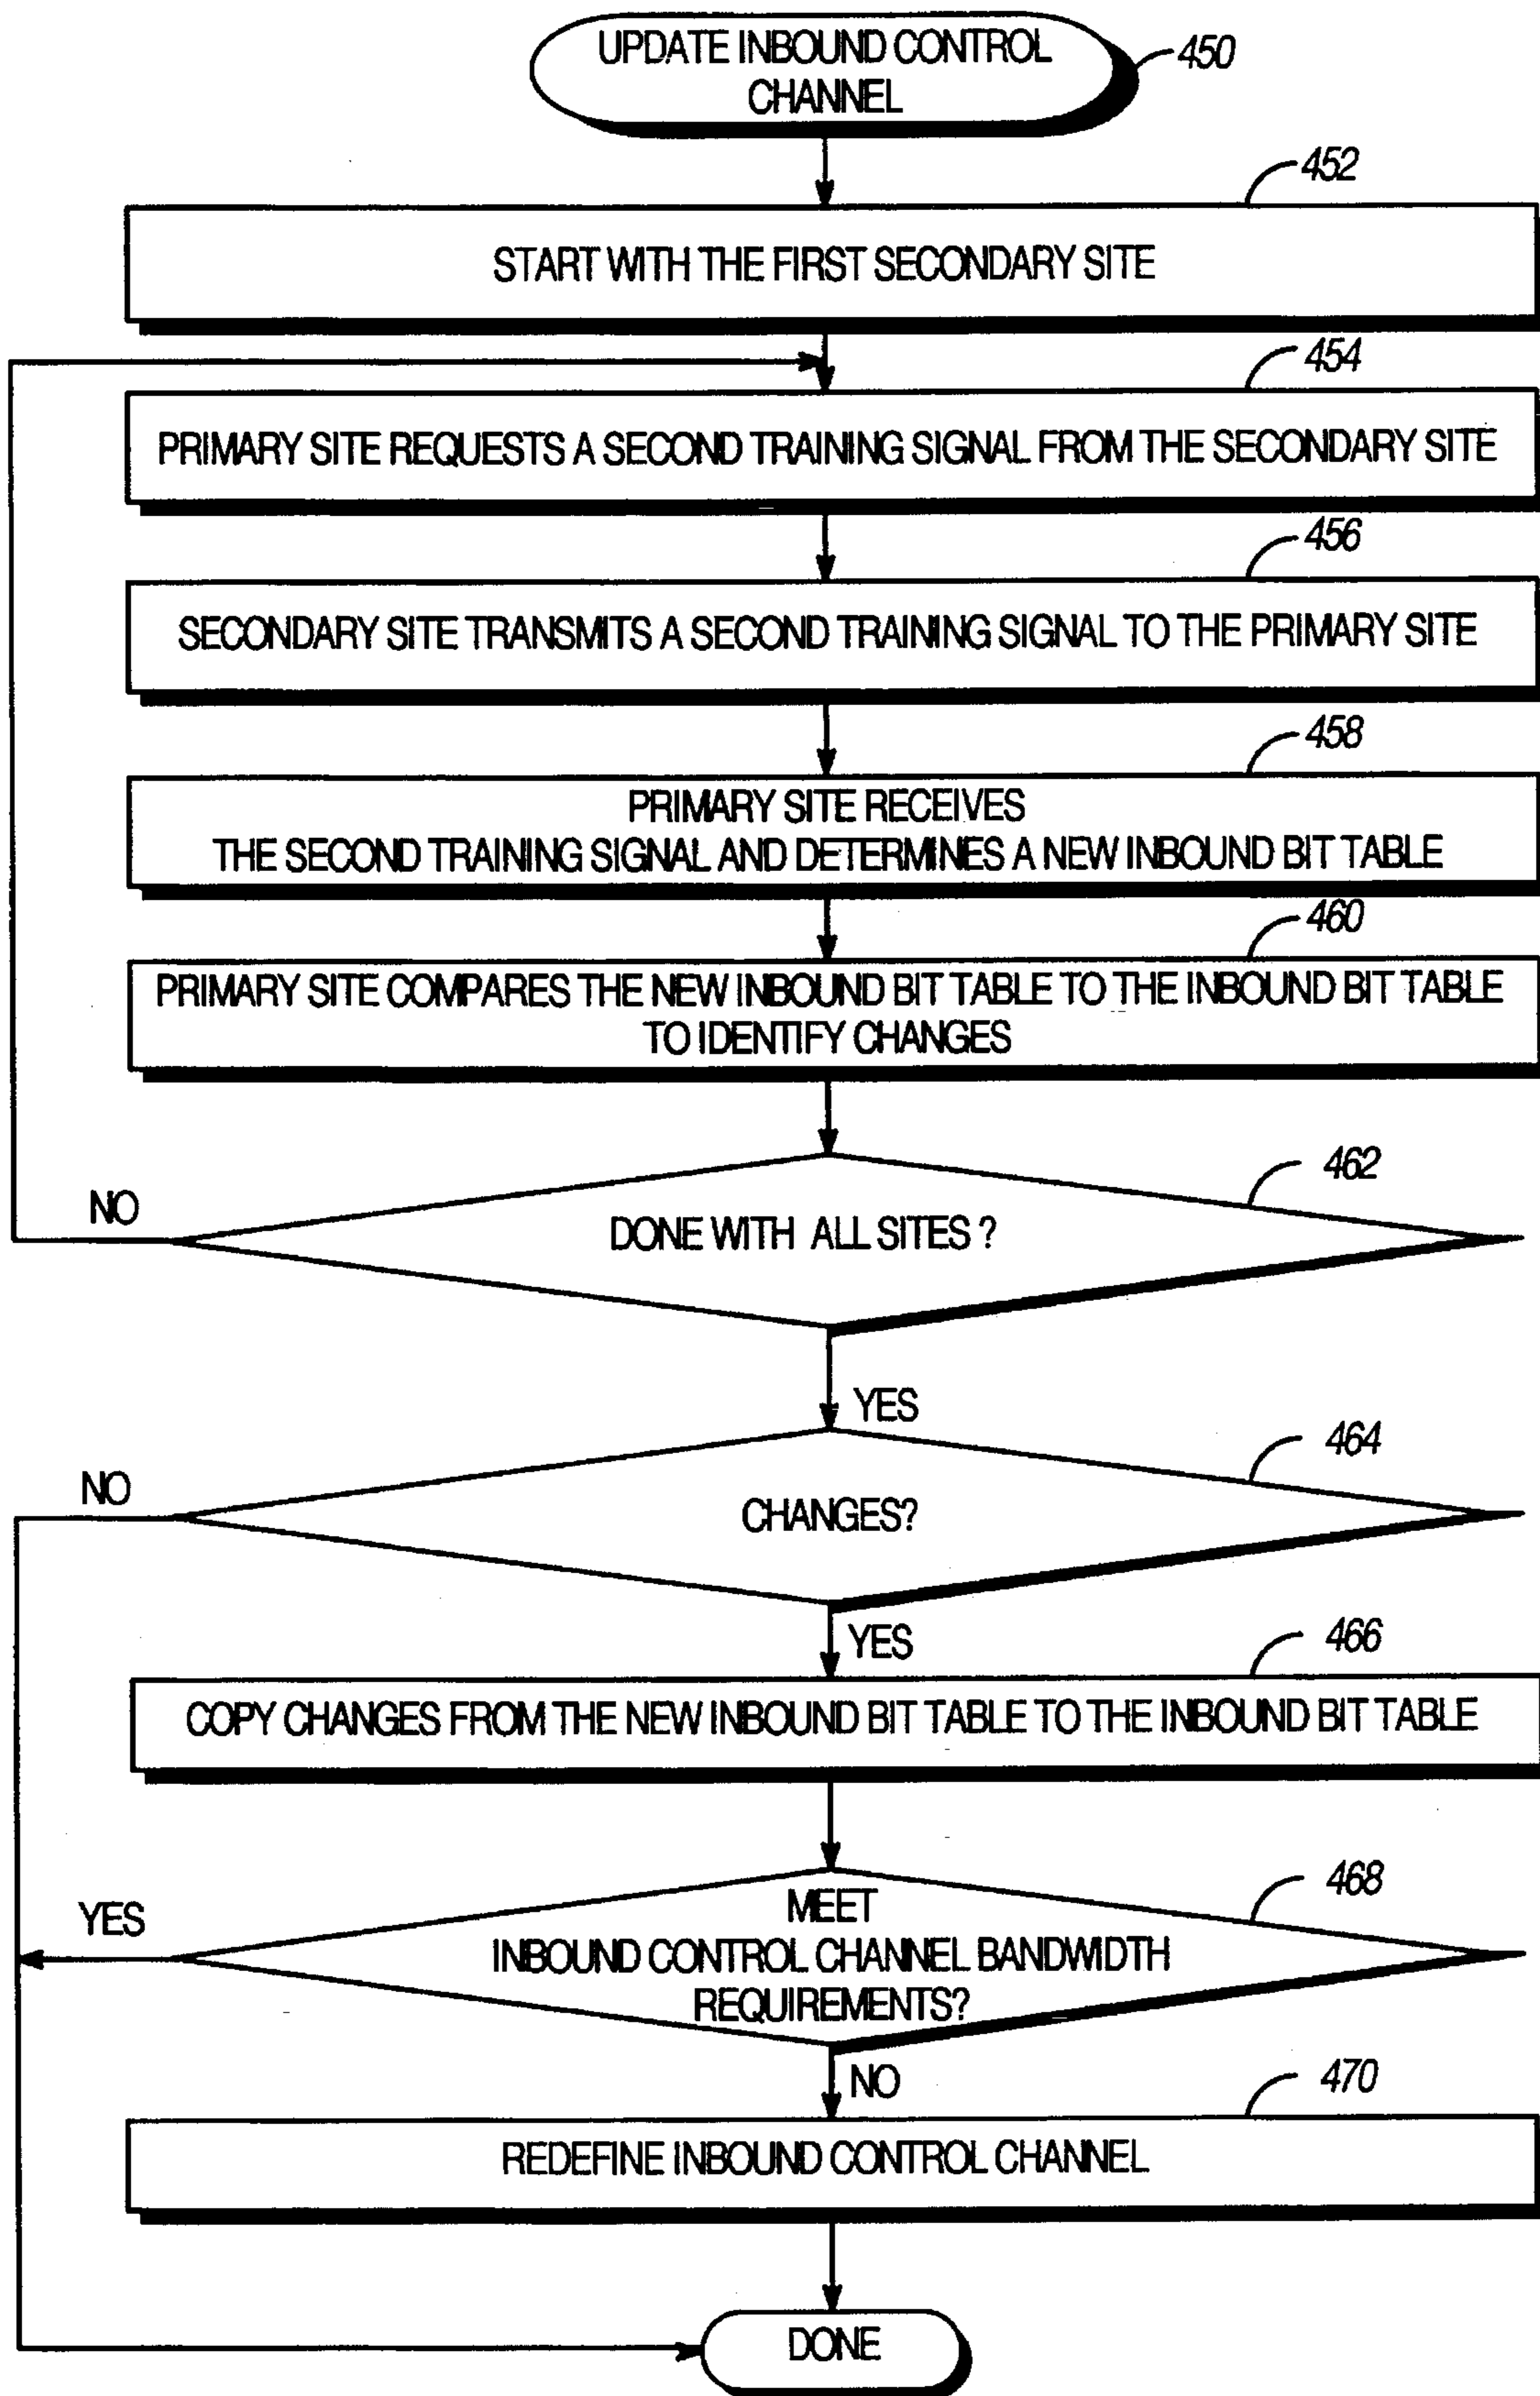 UPDATE INBOUND CONTROL
CHANNEL
450
452
START WITH THE FIRST SECONDARY SITE
454
PRIMARY SITE REQUESTS A SECOND TRAINING SIGNAL FROM THE SECONDARY SITE
456
SECONDARY SITE TRANSMITS A SECOND TRAINING SIGNAL TO THE PRIMARY SITE
458
PRIMARY SITE RECEIVES
THE SECOND TRAINING SIGNAL AND DETERMINES A NEW INBOUND BIT TABLE
460
PRIMARY SITE COMPARES THE NEW INBOUND BIT TABLE TO THE INBOUND BIT TABLE
TO IDENTIFY CHANGES
462
NO
DONE WITH ALL SITES ?
YES
464
NO
CHANGES?
YES
466
COPY CHANGES FROM THE NEW INBOUND BIT TABLE TO THE INBOUND BIT TABLE
468
YES
MEET
INBOUND CONTROL CHANNEL BANDWIDTH
REQUIREMENTS?
NO
470
REDEFINE INBOUND CONTROL CHANNEL
DONE